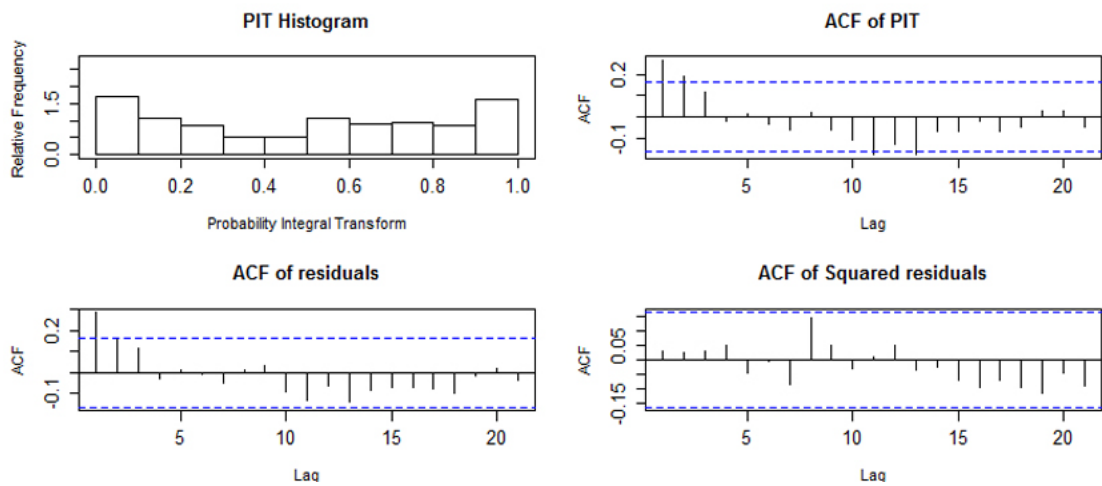 PIT Histogram
Relative Frequency
0.0 1.5
0.0 0.2 0.4 0.6 0.8 1.0
Probability Integral Transform
ACF of PIT
ACF
-0.1 0.2
5 10 15 20
Lag
ACF of residuals
ACF
-0.1 0.2
5 10 15 20
Lag
ACF of Squared residuals
ACF
-0.15 0.05
5 10 15 20
Lag